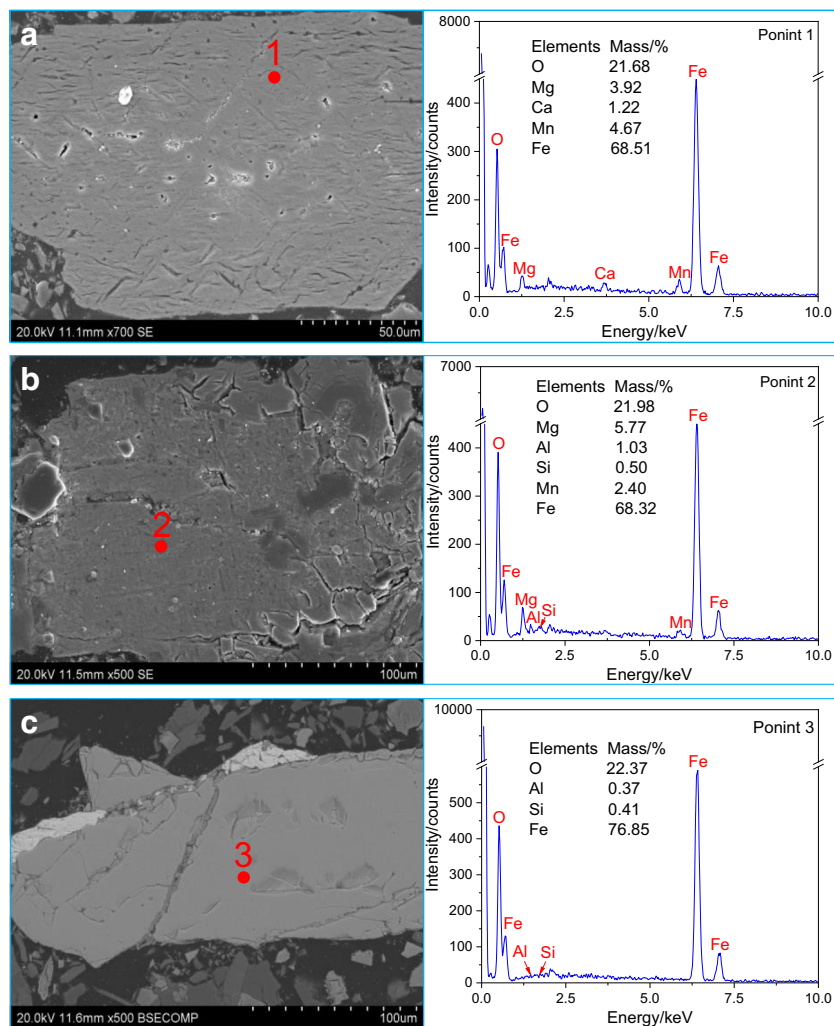 a
1
20.0kV 11.1mm x700 SE
50.0um
Ponint 1
Elements Mass/%
O 21.68
Mg 3.92
Ca 1.22
Mn 4.67
Fe 68.51
8000
400
300
200
100
0
Intensity/counts
O
Fe
Mg
Ca
Mn
Fe
Fe
0.0 2.5 5.0 7.5 10.0
Energy/keV
b
2
20.0kV 11.5mm x500 SE
100um
Ponint 2
Elements Mass/%
O 21.98
Mg 5.77
Al 1.03
Si 0.50
Mn 2.40
Fe 68.32
7000
400
300
200
100
0
Intensity/counts
O
Fe
Mg
Al
Si
Mn
Fe
Fe
0.0 2.5 5.0 7.5 10.0
Energy/keV
c
3
20.0kV 11.6mm x500 BSECOMP
100um
Ponint 3
Elements Mass/%
O 22.37
Al 0.37
Si 0.41
Fe 76.85
10000
500
400
300
200
100
0
Intensity/counts
O
Fe
Al
Si
Fe
Fe
0.0 2.5 5.0 7.5 10.0
Energy/keV